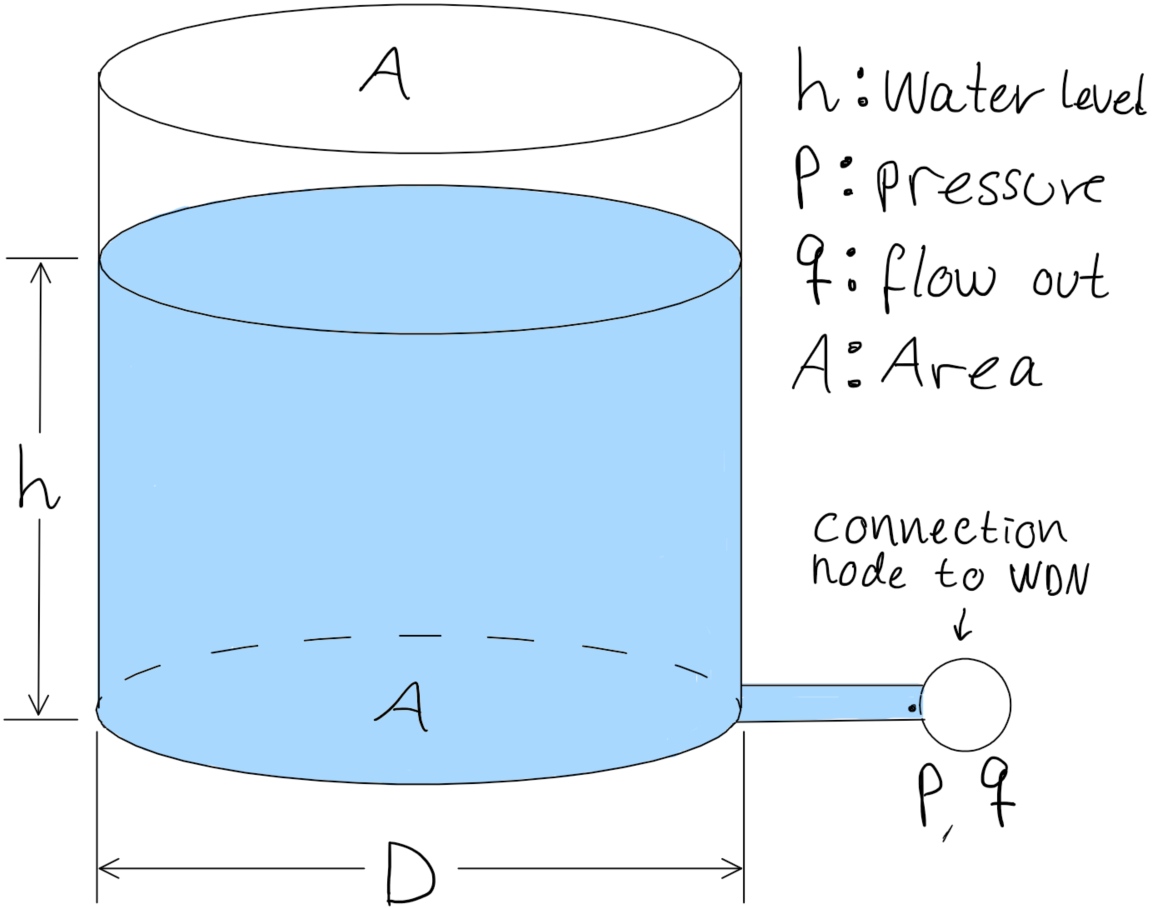 A
h: Water level
P: pressure
q: flow out
A: Area
h
connection
node to WDN
A
P, q
D